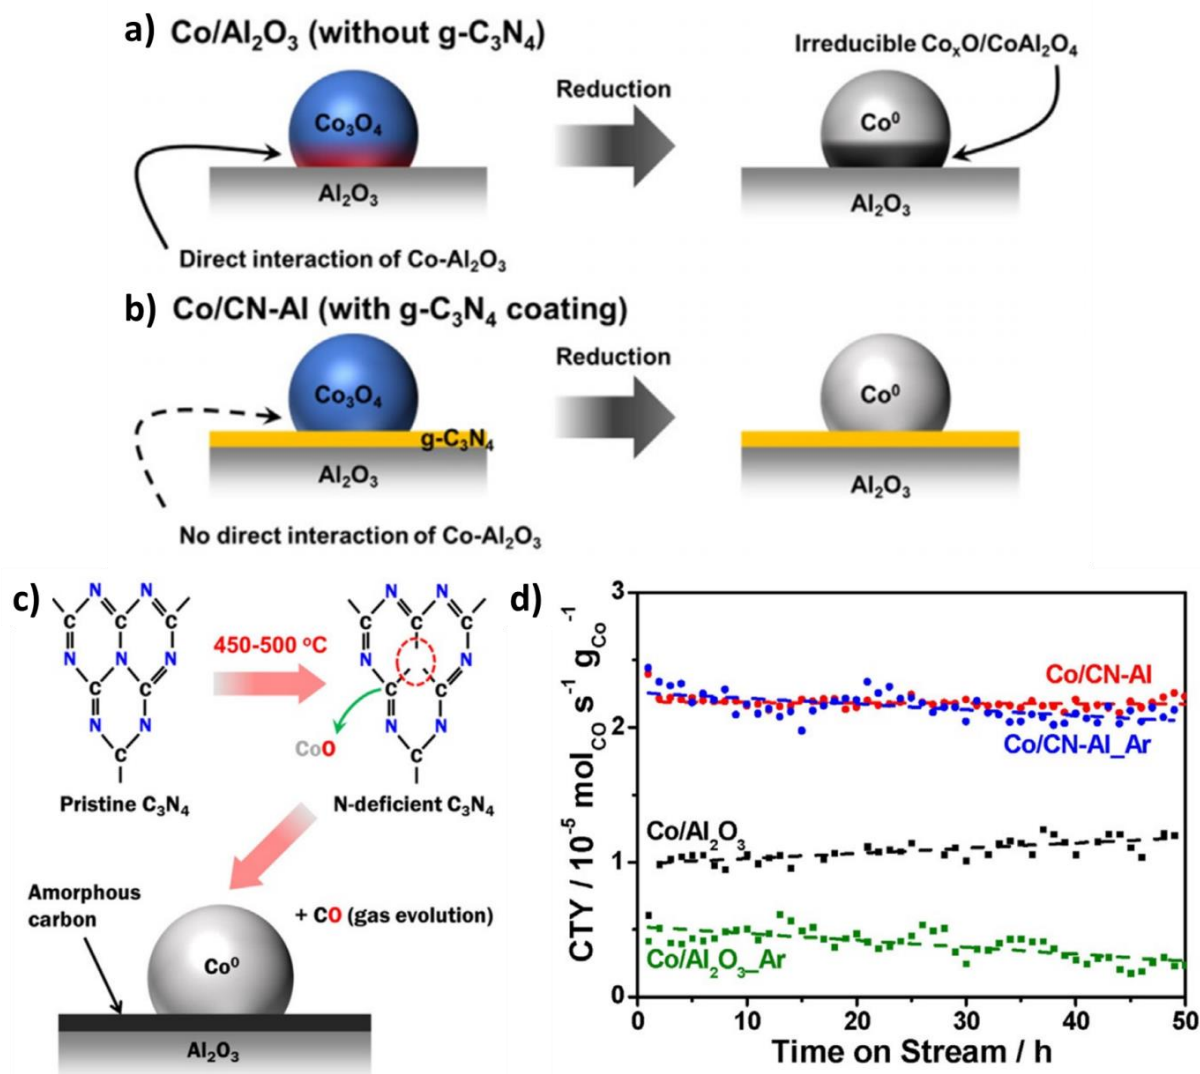 a) Co/Al₂O₃ (without g-C₃N₄)
Irreducible CoₓO/CoAl₂O₄
Co₃O₄
Al₂O₃
Reduction
Co⁰
Al₂O₃
Direct interaction of Co-Al₂O₃
b) Co/CN-Al (with g-C₃N₄ coating)
Co₃O₄
g-C₃N₄
Al₂O₃
Reduction
Co⁰
Al₂O₃
No direct interaction of Co-Al₂O₃
c)
N N
C C C
N N N
C C
N N
C
Pristine C₃N₄
450-500 °C
N N
C C C
N N
C C
N N
C
CoO
N-deficient C₃N₄
Amorphous
carbon
+ CO (gas evolution)
Co⁰
Al₂O₃
d)
CTY / 10⁻⁵ mol_CO s⁻¹ g_Co⁻¹
3
2
1
0
Co/CN-Al
Co/CN-Al_Ar
Co/Al₂O₃
Co/Al₂O₃_Ar
0 10 20 30 40 50
Time on Stream / h